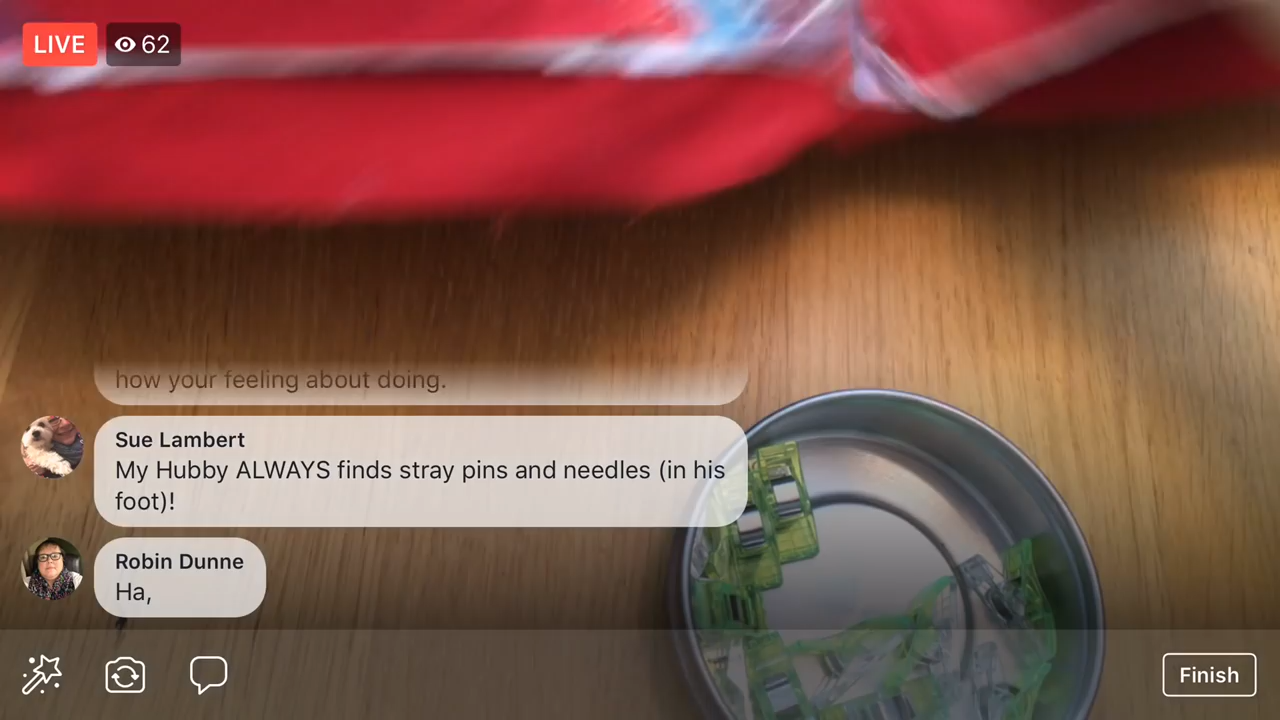 LIVE 62
how your feeling about doing.
Sue Lambert
My Hubby ALWAYS finds stray pins and needles (in his
foot)!
Robin Dunne
Ha,
Finish